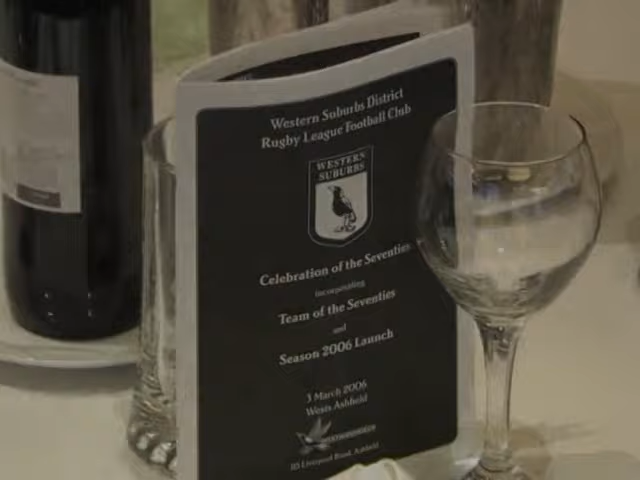 Western Suburbs District
Rugby League Football Club
WESTERN
SUBURBS
Celebration of the Seventies
incorporating
Team of the Seventies
and
Season 2006 Launch
3 March 2006
Wests Ashfield
Liverpool Road, Ashfield